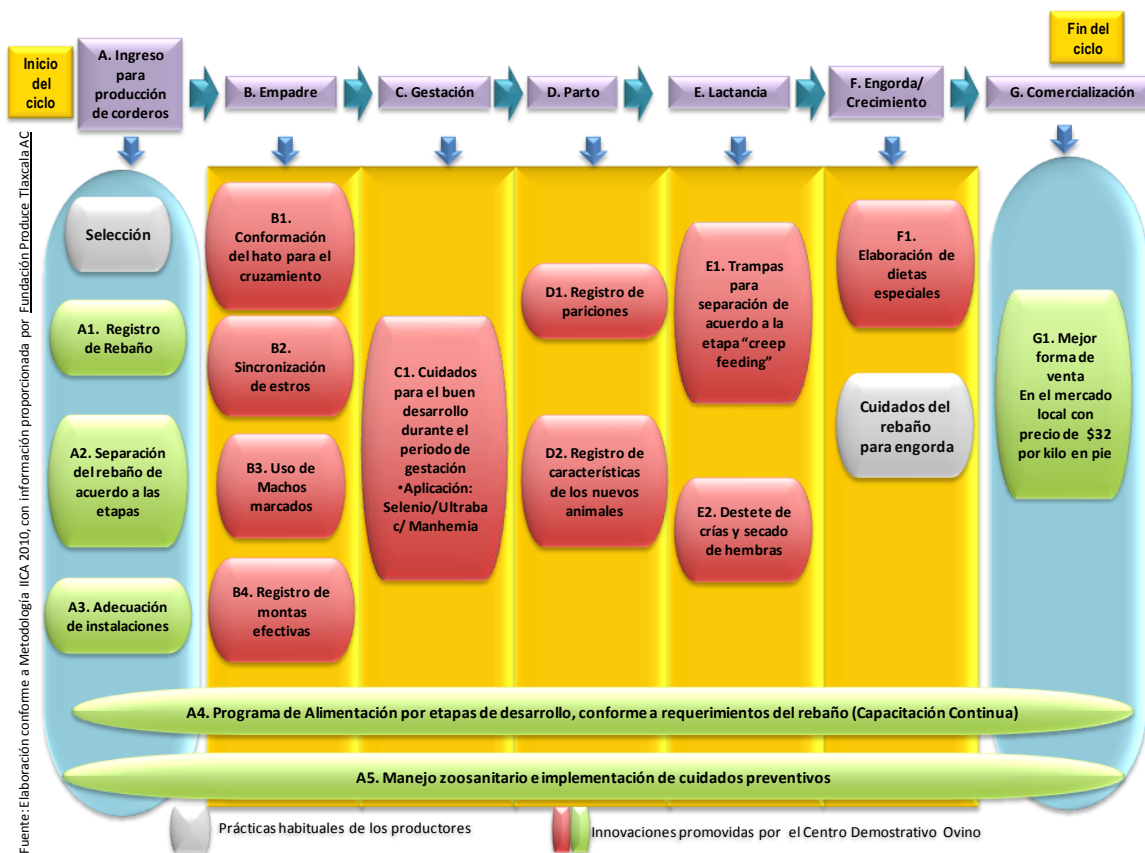 Inicio
del
ciclo
A. Ingreso
para
producción
de corderos
B. Empadre
C. Gestación
D. Parto
E. Lactancia
F. Engorda/
Crecimiento
Fin del
ciclo
G. Comercialización
Selección
A1. Registro
de Rebaño
A2. Separación
del rebaño de
acuerdo a las
etapas
A3. Adecuación
de instalaciones
B1.
Conformación
del hato para el
cruzamiento
B2.
Sincronización
de estros
B3. Uso de
Machos
marcados
B4. Registro de
montas
efectivas
C1. Cuidados
para el buen
desarrollo
durante el
periodo de
gestación
•Aplicación:
Selenio/Ultraba
c/ Manhemia
D1. Registro de
pariciones
D2. Registro de
características
de los nuevos
animales
E1. Trampas
para
separación de
acuerdo a la
etapa “creep
feeding”
E2. Destete de
crías y secado
de hembras
F1.
Elaboración de
dietas
especiales
Cuidados del
rebaño
para engorda
G1. Mejor
forma de
venta
En el mercado
local con
precio de $32
por kilo en pie
A4. Programa de Alimentación por etapas de desarrollo, conforme a requerimientos del rebaño (Capacitación Continua)
A5. Manejo zoosanitario e implementación de cuidados preventivos
Prácticas habituales de los productores
Innovaciones promovidas por el Centro Demostrativo Ovino
Fuente: Elaboración conforme a Metodología IICA 2010, con información proporcionada por Fundación Produce Tlaxcala AC